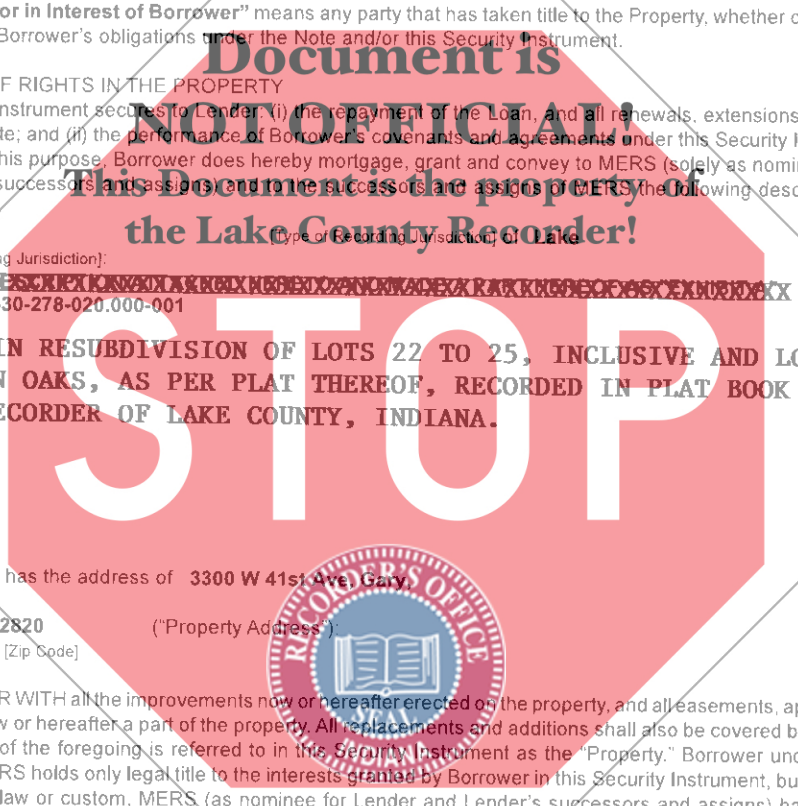 or in Interest of Borrower” means any party that has taken title to the Property, whether o
Borrower’s obligations under the Note and/or this Security Instrument.
Document is
F RIGHTS IN THE PROPERTY
nstrument secures to Lender: (i) the repayment of the Loan, and all renewals, extensions
NOT OFFICIAL!
te; and (ii) the performance of Borrower’s covenants and agreements under this Security
his purpose, Borrower does hereby mortgage, grant and convey to MERS (solely as nomin
successors and assigns) and to the successors and assigns of MERS the following desc
This Document is the property of
the Lake County Recorder!
[Type of Recording Jurisdiction] of Lake
ng Jurisdiction]:
30-278-020.000-001
STOP
IN RESUBDIVISION OF LOTS 22 TO 25, INCLUSIVE AND LO
N OAKS, AS PER PLAT THEREOF, RECORDED IN PLAT BOOK
ECORDER OF LAKE COUNTY, INDIANA.
has the address of 3300 W 41st Ave, Gary,
2820 (“Property Address”):
[Zip Code]
RECORDER'S OFFICE
SEAL
INDIANA
R WITH all the improvements now or hereafter erected on the property, and all easements, ap
w or hereafter a part of the property. All replacements and additions shall also be covered b
of the foregoing is referred to in this Security Instrument as the “Property.” Borrower und
RS holds only legal title to the interests granted by Borrower in this Security Instrument, but
law or custom, MERS (as nominee for Lender and Lender’s successors and assigns)